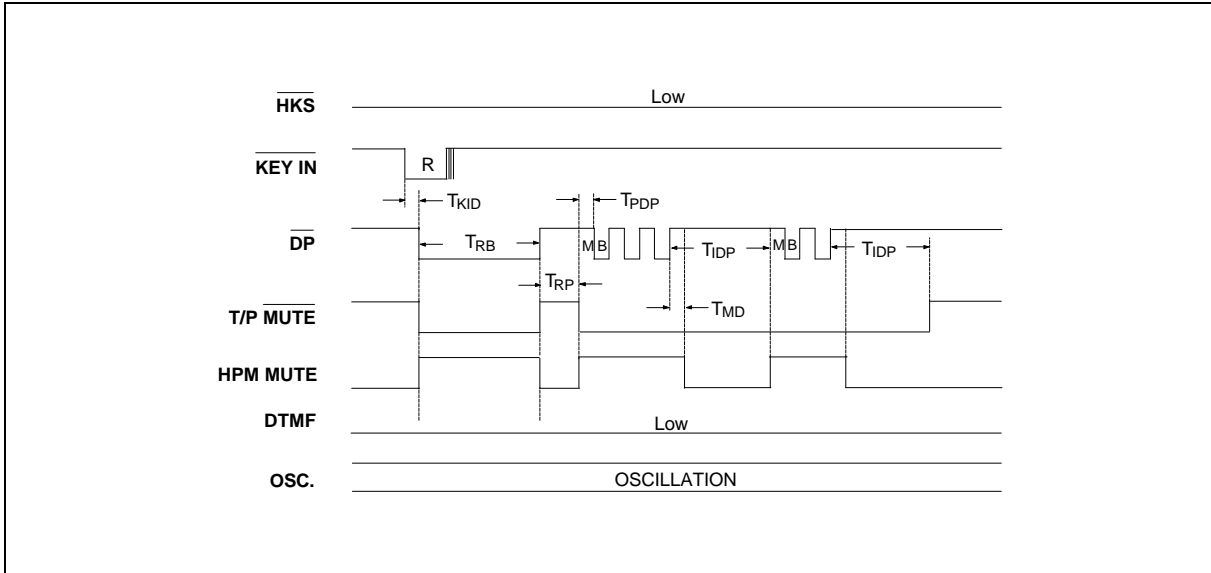 HKS
Low
KEY IN
R
TKID
TPDP
DP
TRB
M B
TIDP
M B
TIDP
TRP
TMD
T/P MUTE
HPM MUTE
DTMF
Low
OSC.
OSCILLATION